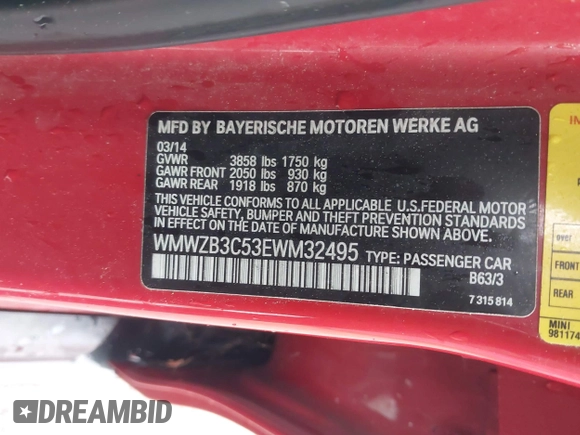 MFD BY BAYERISCHE MOTOREN WERKE AG
03/14
GVWR 3858 lbs 1750 kg
GAWR FRONT 2050 lbs 930 kg
GAWR REAR 1918 lbs 870 kg
THIS VEHICLE CONFORMS TO ALL APPLICABLE U.S.FEDERAL MOTOR
VEHICLE SAFETY, BUMPER AND THEFT PREVENTION STANDARDS
IN EFFECT ON THE DATE OF MANUFACTURE SHOWN ABOVE.
WMWZB3C53EWM32495 TYPE: PASSENGER CAR
B63/3
7 315 814
FRONT
REAR
MINI
981174
DREAMBID